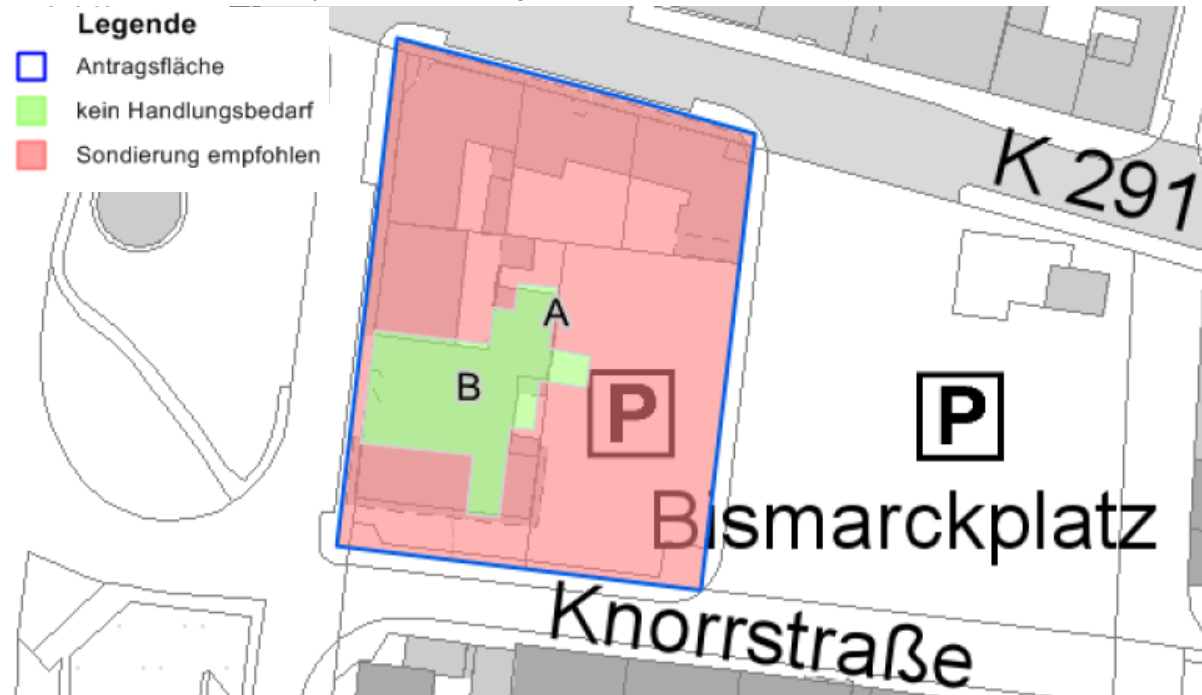 Legende
Antragsfläche
kein Handlungsbedarf
Sondierung empfohlen
K 291
A
B
P
P
Bismarckplatz
Knorrstraße